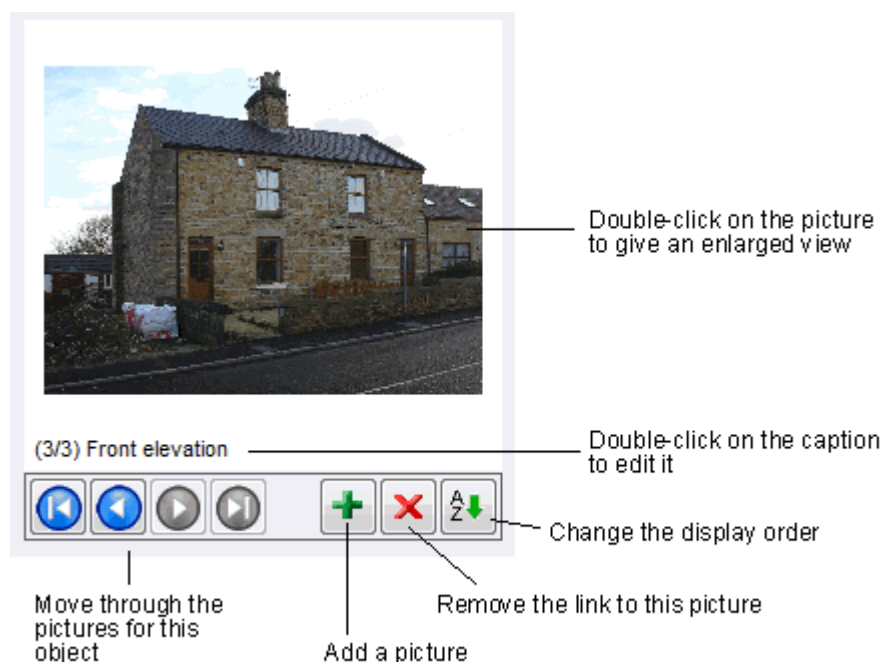 Double-click on the picture
to give an enlarged view
(3/3) Front elevation
Double-click on the caption
to edit it
A
Z
Change the display order
Move through the
pictures for this
object
Remove the link to this picture
Add a picture